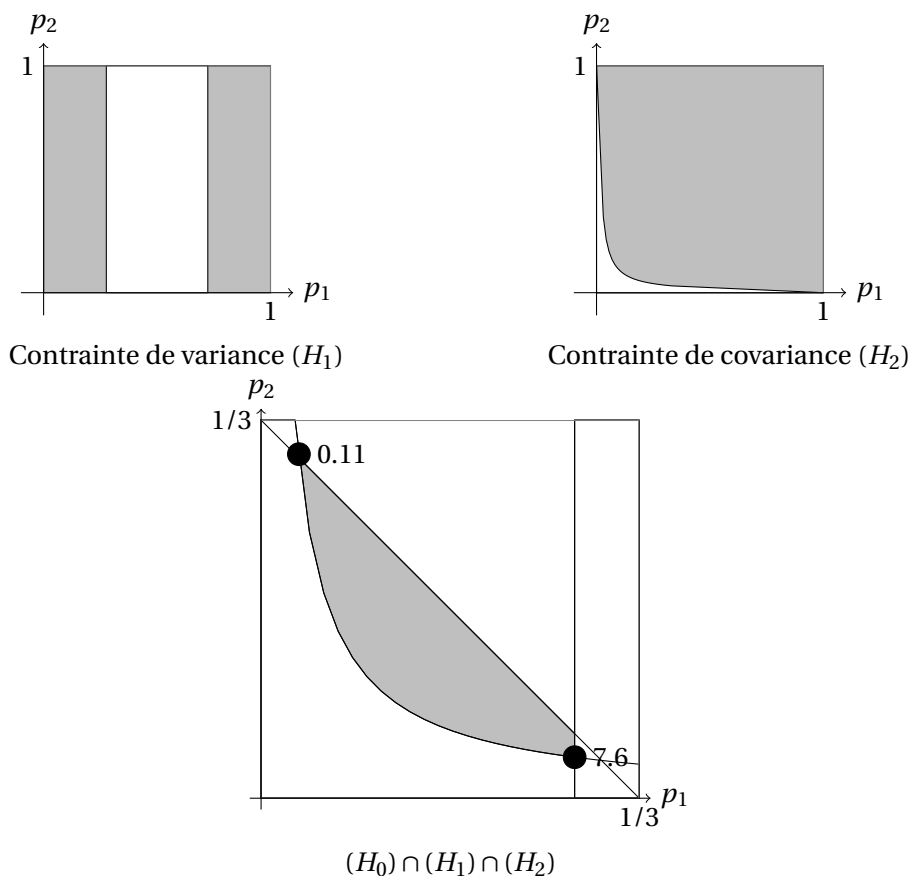 p₂
p₂
1
1
p₁
p₁
1
1
Contrainte de variance (H₁)
Contrainte de covariance (H₂)
p₂
1/3
0.11
7.6
p₁
1/3
(H₀) ∩ (H₁) ∩ (H₂)